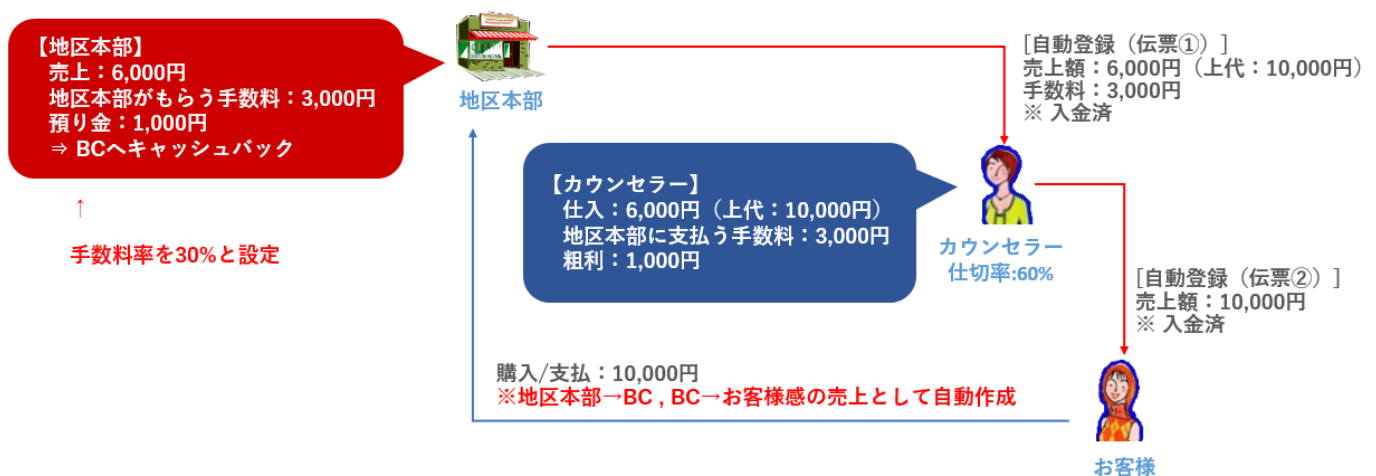 【地区本部】
売上：6,000円
地区本部がもらう手数料：3,000円
預り金：1,000円
⇒ BCへキャッシュバック
↑
手数料率を30%と設定
地区本部
[自動登録（伝票①）]
売上額：6,000円（上代：10,000円）
手数料：3,000円
※ 入金済
【カウンセラー】
仕入：6,000円（上代：10,000円）
地区本部に支払う手数料：3,000円
粗利：1,000円
カウンセラー
仕切率:60%
[自動登録（伝票②）]
売上額：10,000円
※ 入金済
購入/支払：10,000円
※地区本部→BC , BC→お客様感の売上として自動作成
お客様